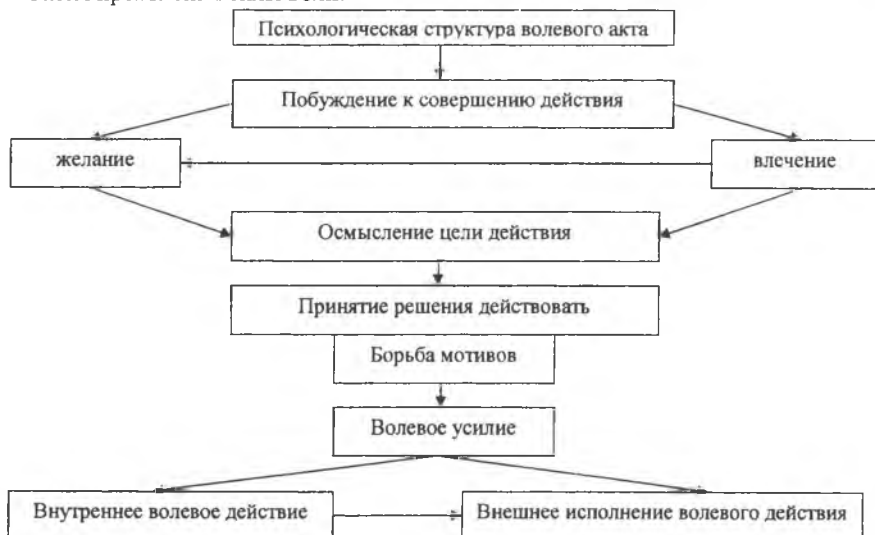 Психологическая структура волевого акта
Побуждение к совершению действия
желание
влечение
Осмысление цели действия
Принятие решения действовать
Борьба мотивов
Волевое усилие
Внутреннее волевое действие
Внешнее исполнение волевого действия